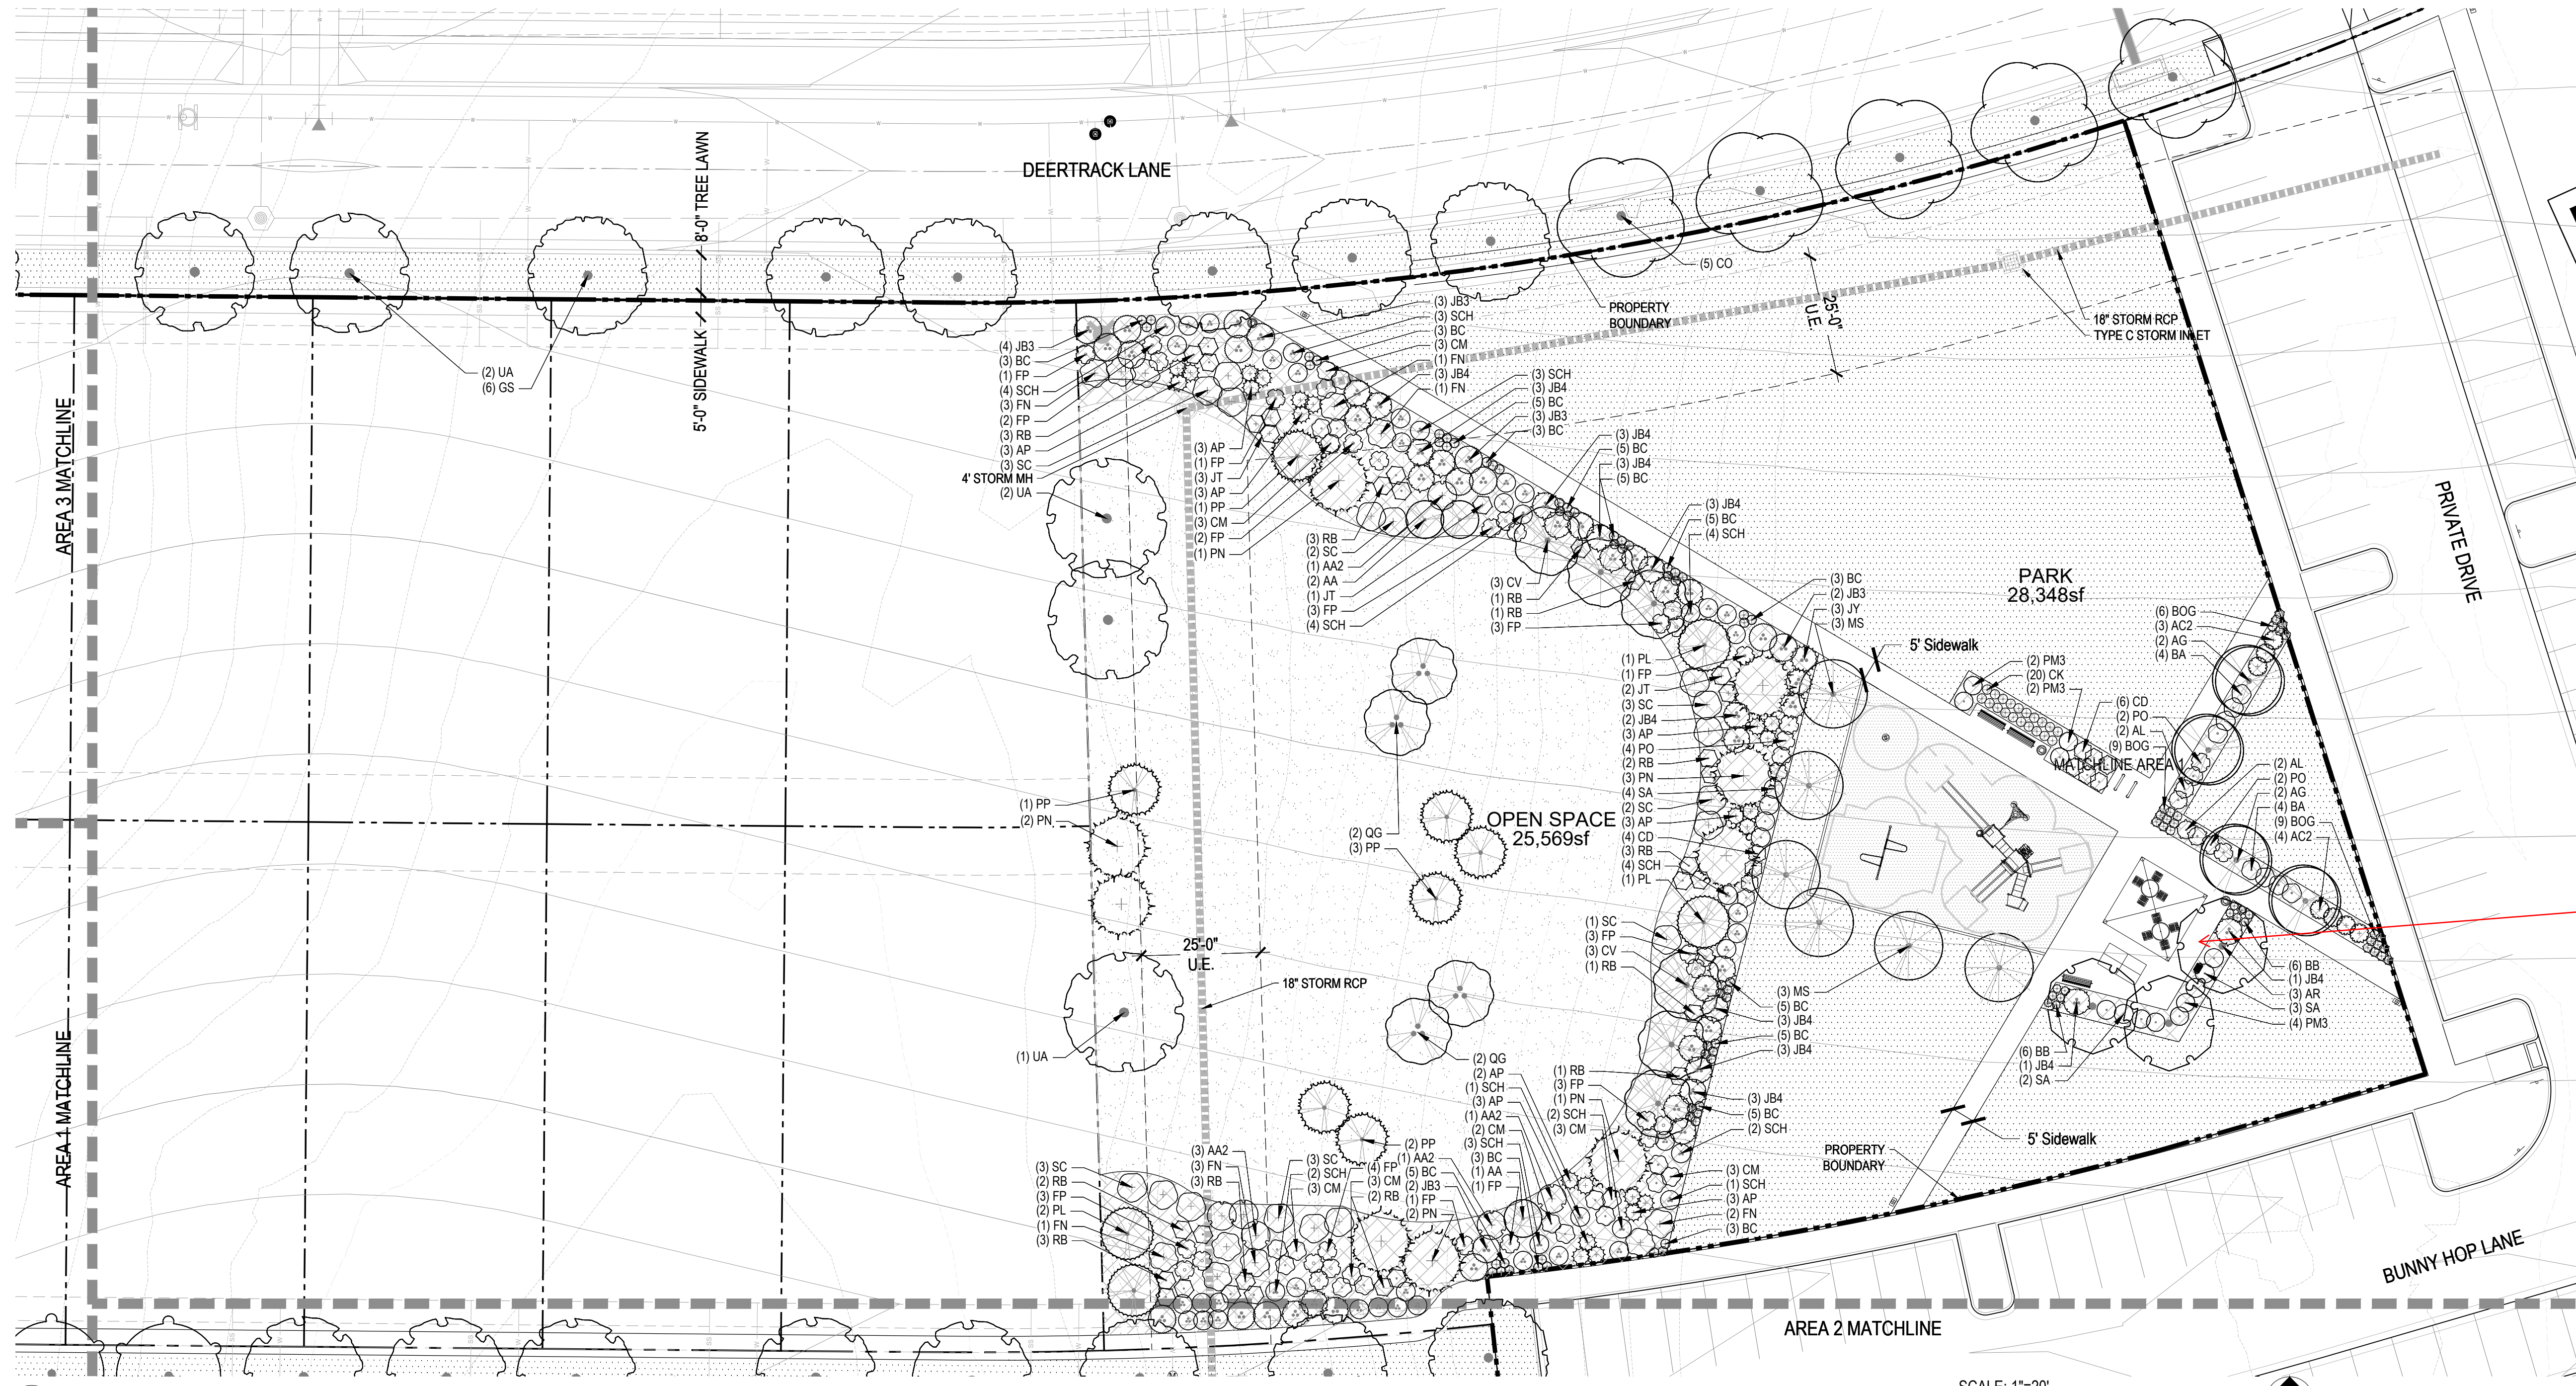 DEERTRACK LANE
8'-0" TREE LAWN
5'-0" SIDEWALK
(2) UA
(6) GS
AREA 3 MATCHLINE
AREA 1 MATCHLINE
(5) CO
PROPERTY
BOUNDARY
25'-0"
U.E.
18" STORM RCP
TYPE C STORM INLET
(4) JB3
(3) BC
(1) FP
(4) SCH
(3) FN
(2) FP
(3) RB
(3) AP
(3) SC
4' STORM MH
(2) UA
(3) JB3
(3) SCH
(3) BC
(3) CM
(1) FN
(3) JB4
(1) FN
(3) AP
(1) FP
(3) JT
(3) AP
(1) PP
(3) CM
(2) FP
(1) PN
(3) SCH
(3) JB4
(5) BC
(3) JB3
(3) BC
(3) JB4
(5) BC
(3) JB4
(5) BC
(3) RB
(2) SC
(1) AA2
(2) AA
(1) JT
(3) FP
(4) SCH
(3) JB4
(5) BC
(4) SCH
(3) CV
(1) RB
(1) RB
(3) FP
(3) BC
(2) JB3
(3) JY
(3) MS
PARK
28,348sf
PRIVATE DRIVE
5' Sidewalk
(6) BOG
(3) AC2
(2) AG
(4) BA
(2) PM3
(20) CK
(2) PM3
(6) CD
(2) PO
(2) AL
(9) BOG
MATCHLINE AREA 1
(2) AL
(2) PO
(2) AG
(4) BA
(9) BOG
(4) AC2
(1) PL
(1) FP
(2) JT
(3) SC
(2) JB4
(3) AP
(4) PO
(2) RB
(3) PN
(4) SA
(2) SC
(3) AP
(4) CD
(3) RB
(4) SCH
(1) PL
(1) PP
(2) PN
(2) QG
(3) PP
OPEN SPACE
25,569sf
(1) SC
(3) FP
(3) CV
(1) RB
25'-0"
U.E.
18" STORM RCP
(1) UA
(3) MS
(5) BC
(3) JB4
(5) BC
(3) JB4
(6) BB
(1) JB4
(3) AR
(3) SA
(4) PM3
(6) BB
(1) JB4
(2) SA
(2) QG
(2) AP
(1) SCH
(3) AP
(1) AA2
(2) CM
(3) SCH
(3) BC
(1) AA
(1) FP
(1) RB
(3) FP
(1) PN
(2) SCH
(3) CM
(3) JB4
(5) BC
(2) SCH
5' Sidewalk
PROPERTY
BOUNDARY
(3) SC
(2) RB
(3) FP
(2) PL
(1) FN
(3) RB
(3) AA2
(3) FN
(3) RB
(3) SC
(2) SCH
(3) CM
(4) FP
(3) CM
(2) RB
(2) PP
(1) AA2
(5) BC
(2) JB3
(1) FP
(2) PN
(3) CM
(1) SCH
(3) AP
(2) FN
(3) BC
BUNNY HOP LANE
AREA 2 MATCHLINE
SCALE: 1"=20'